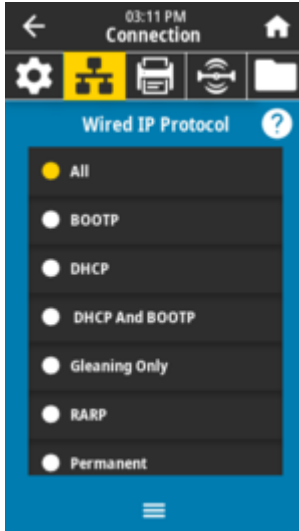 03:11 PM
Connection
Wired IP Protocol ?
All
BOOTP
DHCP
DHCP And BOOTP
Gleaning Only
RARP
Permanent